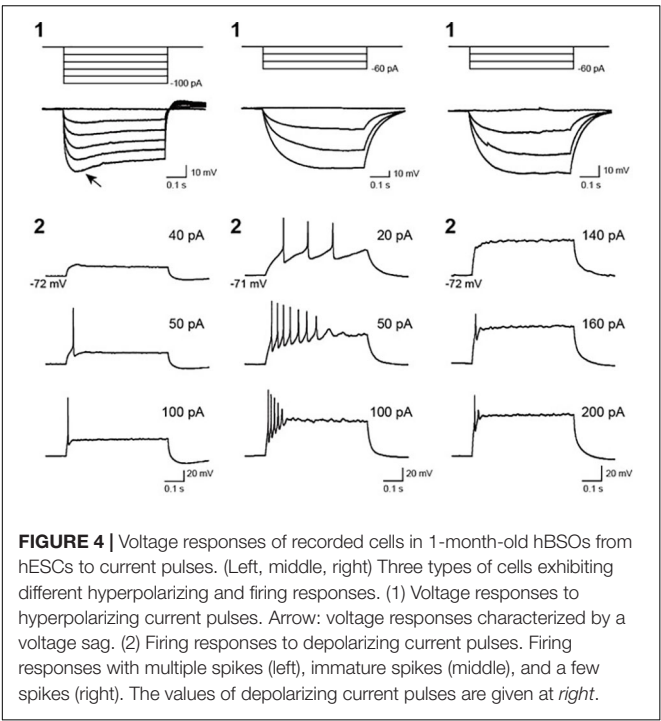 1 1 1
-100 pA -60 pA -60 pA
10 mV 10 mV 10 mV
0.1 s 0.1 s 0.1 s
2 40 pA 2 20 pA 2 140 pA
-72 mV -71 mV -72 mV
50 pA 50 pA 160 pA
100 pA 100 pA 200 pA
20 mV 20 mV 20 mV
0.1 s 0.1 s 0.1 s
FIGURE 4 | Voltage responses of recorded cells in 1-month-old hBSOs from
hESCs to current pulses. (Left, middle, right) Three types of cells exhibiting
different hyperpolarizing and firing responses. (1) Voltage responses to
hyperpolarizing current pulses. Arrow: voltage responses characterized by a
voltage sag. (2) Firing responses to depolarizing current pulses. Firing
responses with multiple spikes (left), immature spikes (middle), and a few
spikes (right). The values of depolarizing current pulses are given at right.